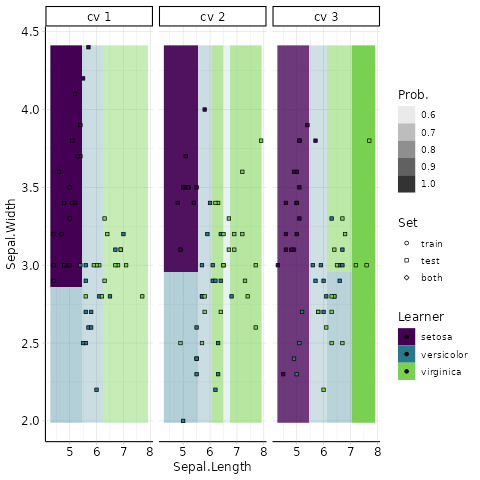 cv 1 cv 2 cv 3
4.5
4.0
3.5
3.0
2.5
2.0
Sepal.Width
5 6 7 8 5 6 7 8 5 6 7 8
Sepal.Length
Prob.
0.6
0.7
0.8
0.9
1.0
Set
train
test
both
Learner
setosa
versicolor
virginica